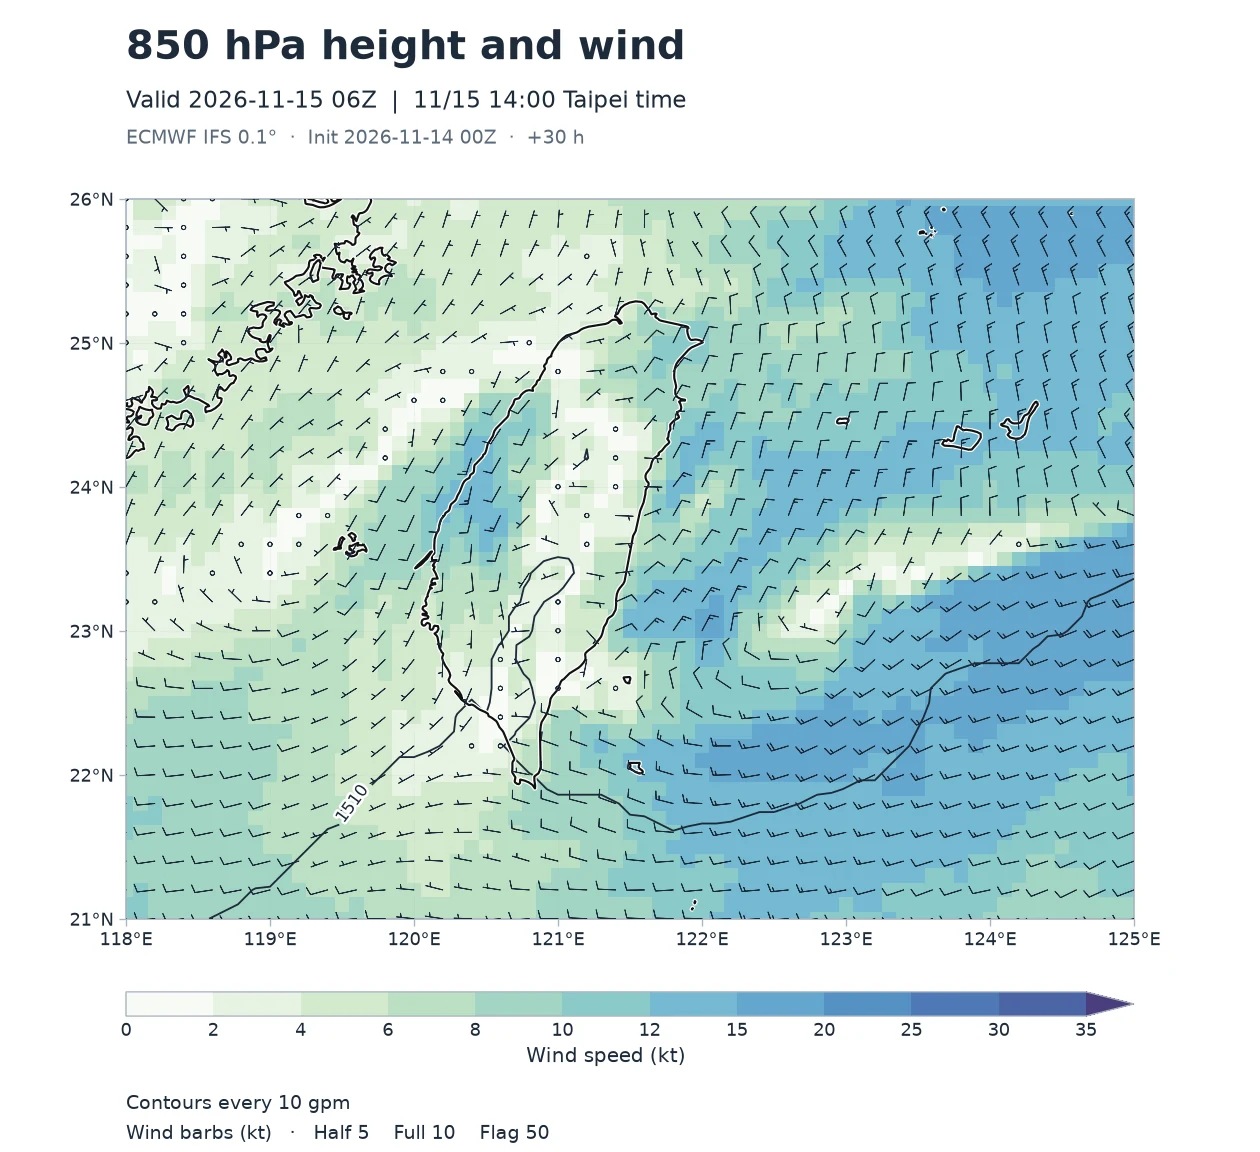 850 hPa height and wind
Valid 2026-11-15 06Z | 11/15 14:00 Taipei time
ECMWF IFS 0.1° · Init 2026-11-14 00Z · +30 h
26°N
25°N
24°N
23°N
22°N
21°N
1510
118°E 119°E 120°E 121°E 122°E 123°E 124°E 125°E
0 2 4 6 8 10 12 15 20 25 30 35
Wind speed (kt)
Contours every 10 gpm
Wind barbs (kt) · Half 5 Full 10 Flag 50